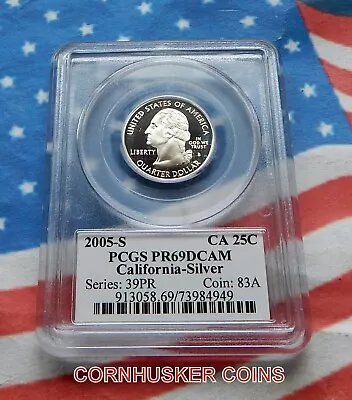 UNITED STATES OF AMERICA
LIBERTY
IN
GOD WE
TRUST
S
QUARTER DOLLAR
2005-S CA 25C
PCGS PR69DCAM
California-Silver
Series: 39PR Coin: 83A
913058.69/73984949
CORNHUSKER COINS